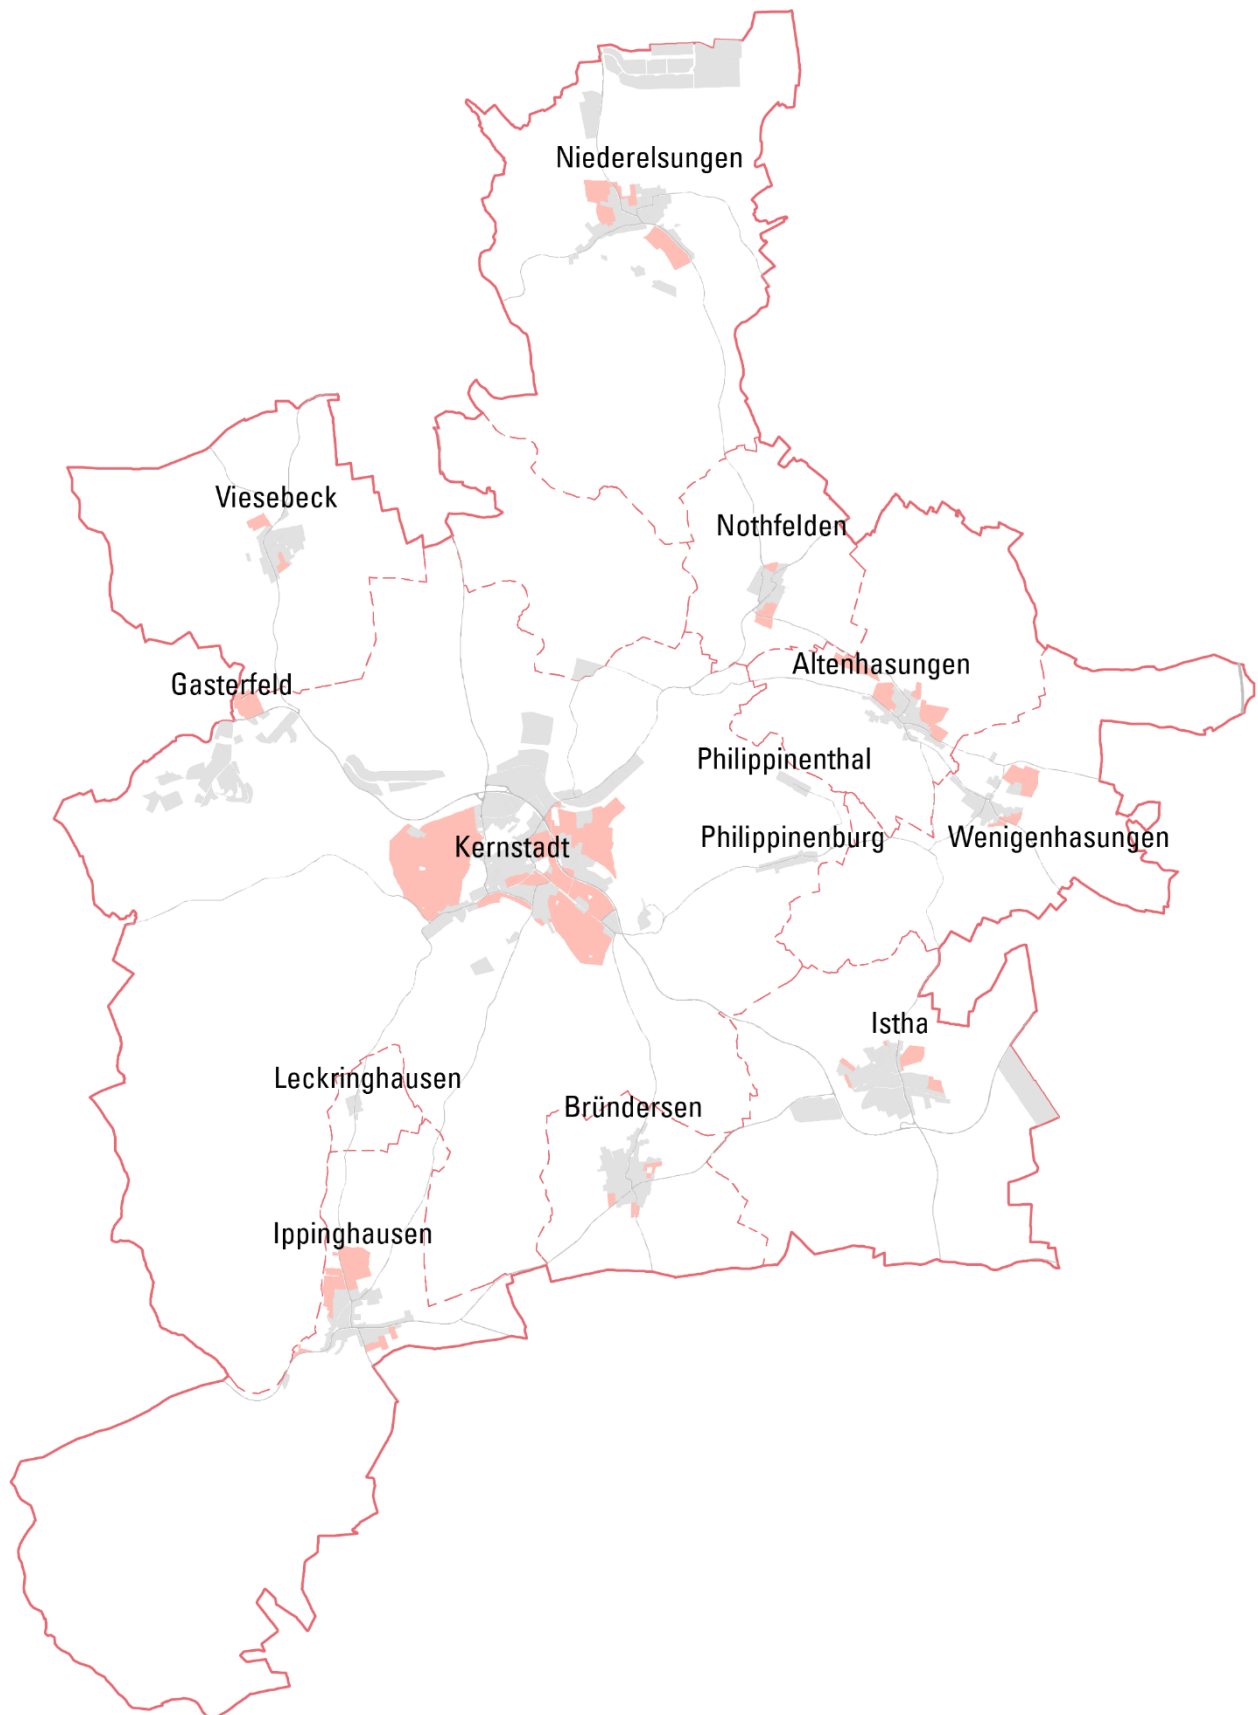 Niederelsungen
Viesebeck
Nothfelden
Altenhasungen
Gasterfeld
Philippinenthal
Philippinenburg
Wenigenhasungen
Kernstadt
Istha
Leckringhausen
Bründersen
Ippinghausen